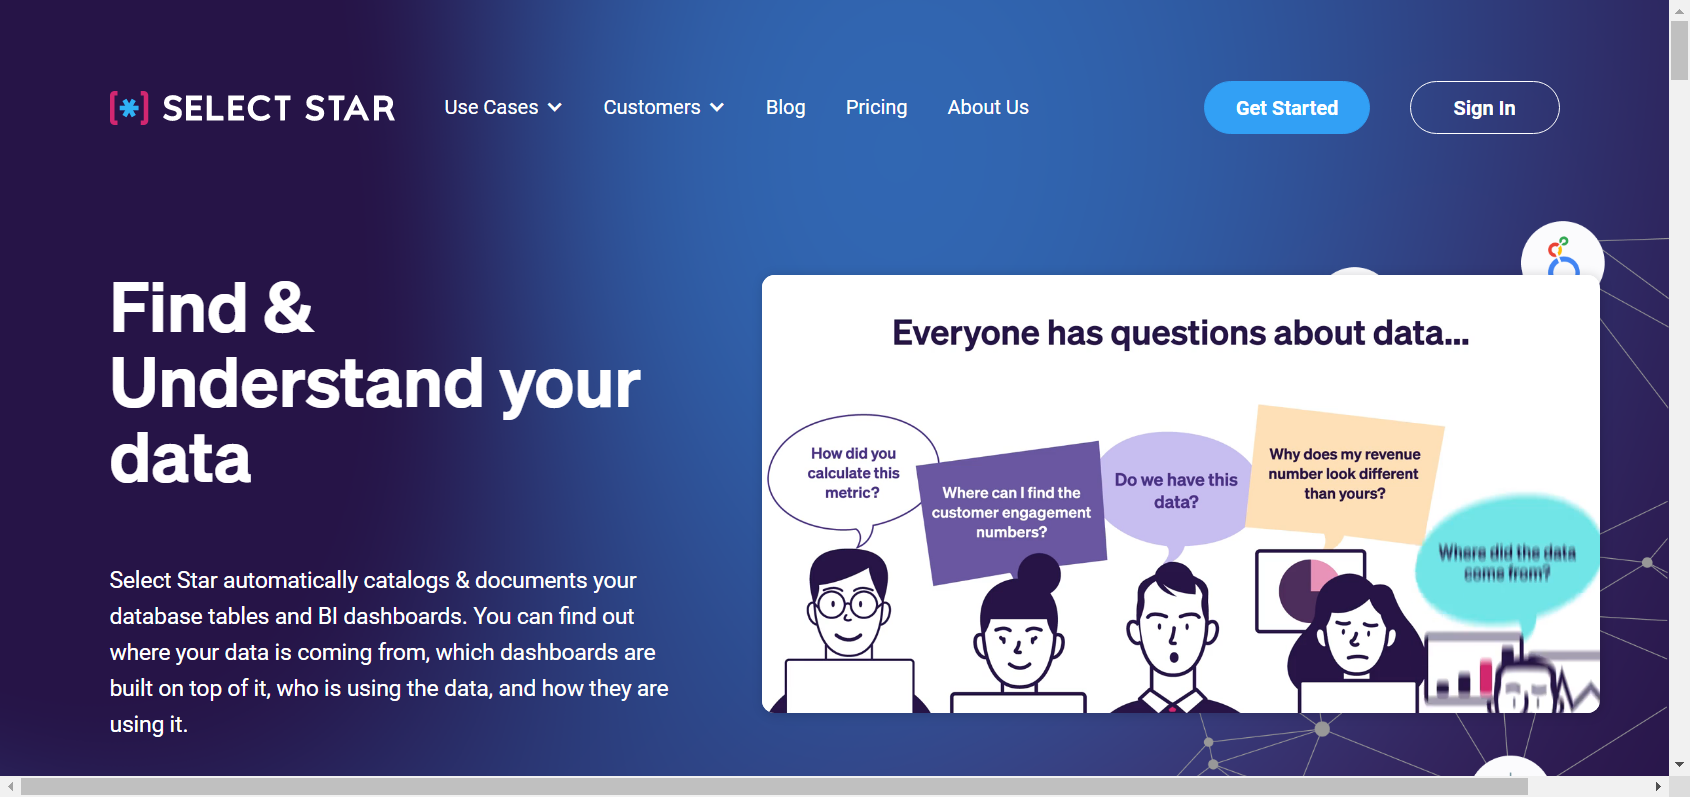 SELECT STAR
Use Cases
Customers
Blog
Pricing
About Us
Get Started
Sign In
Find &
Understand your
data
Select Star automatically catalogs & documents your
database tables and BI dashboards. You can find out
where your data is coming from, which dashboards are
built on top of it, who is using the data, and how they are
using it.
Everyone has questions about data...
How did you
calculate this
metric?
Where can I find the
customer engagement
numbers?
Do we have this
data?
Why does my revenue
number look different
than yours?
Where did the data
come from?